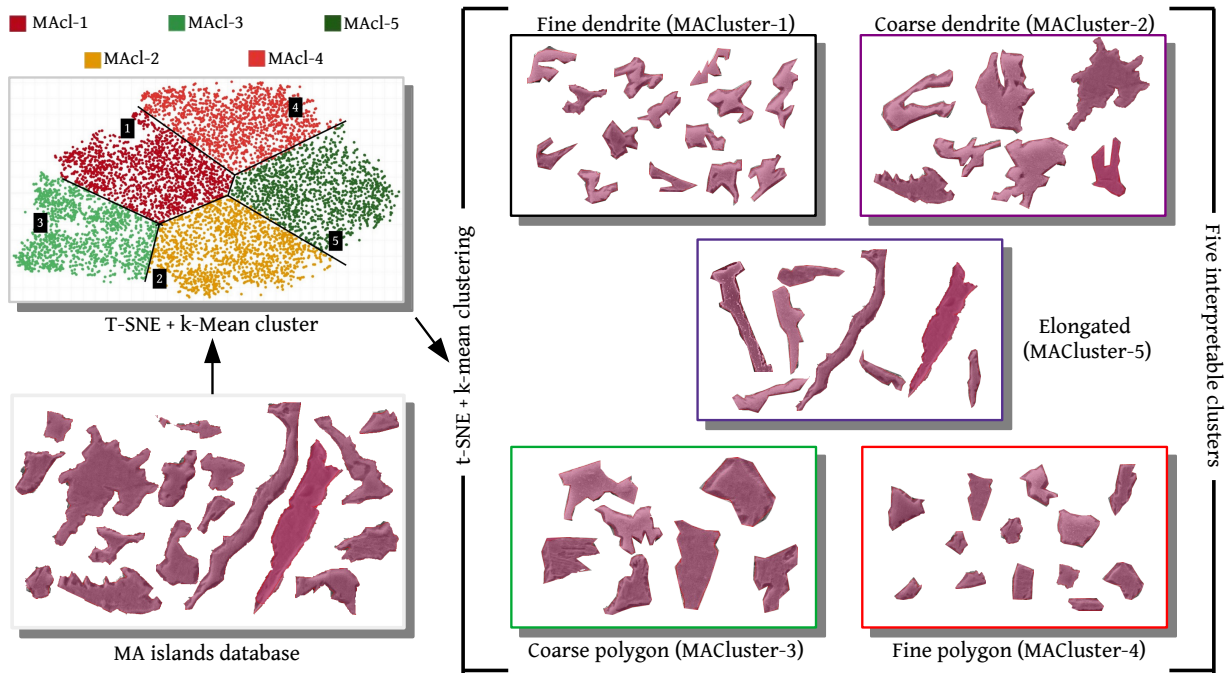 MAcl-1
MAcl-3
MAcl-5
MAcl-2
MAcl-4
1
4
3
5
2
T-SNE + k-Mean cluster
MA islands database
t-SNE + k-mean clustering
Fine dendrite (MACluster-1)
Coarse dendrite (MACluster-2)
Elongated
(MACluster-5)
Coarse polygon (MACluster-3)
Fine polygon (MACluster-4)
Five interpretable clusters